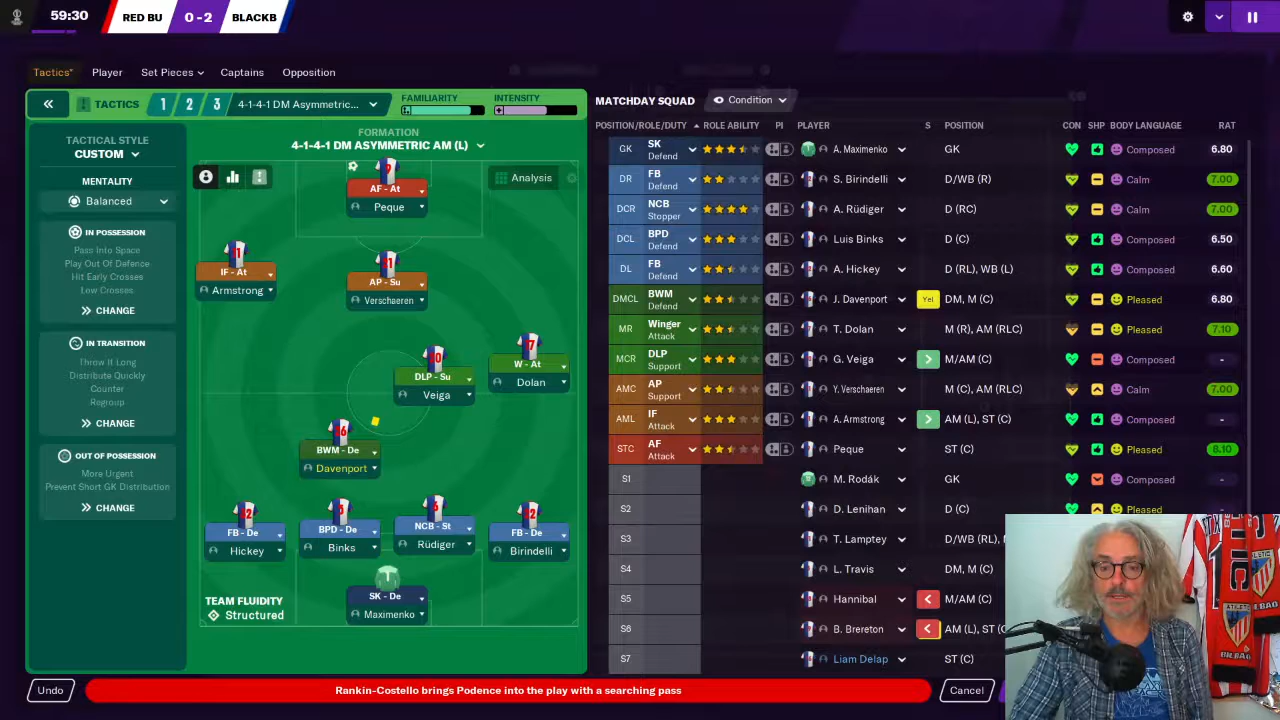 59:30
RED BU 0-2 BLACKB
Tactics* Player Set Pieces Captains Opposition
TACTICS 1 2 3 4-1-4-1 DM Asymmetric...
FAMILIARITY INTENSITY
TACTICAL STYLE
CUSTOM
MENTALITY
Balanced
IN POSSESSION
Pass Into Space
Play Out Of Defence
Hit Early Crosses
Low Crosses
CHANGE
IN TRANSITION
Throw It Long
Distribute Quickly
Counter
Regroup
CHANGE
OUT OF POSSESSION
More Urgent
Prevent Short GK Distribution
CHANGE
FORMATION
4-1-4-1 DM ASYMMETRIC AM (L)
Analysis
AF - At
Peque
IF - At
Armstrong
AP - Su
Verschaeren
DLP - Su
Veiga
W - At
Dolan
BWM - De
Davenport
FB - De
Hickey
BPD - De
Binks
NCB - St
Rüdiger
FB - De
Birindelli
SK - De
Maximenko
TEAM FLUIDITY
Structured
MATCHDAY SQUAD Condition
POSITION/ROLE/DUTY ROLE ABILITY PI PLAYER S POSITION CON SHP BODY LANGUAGE RAT
GK SK Defend A. Maximenko GK Composed 6.80
DR FB Defend S. Birindelli D/WB (R) Calm 7.00
DCR NCB Stopper A. Rüdiger D (RC) Calm 7.00
DCL BPD Defend Luis Binks D (C) Composed 6.50
DL FB Defend A. Hickey D (RL), WB (L) Composed 6.60
DMCL BWM Defend J. Davenport Yel DM, M (C) Pleased 6.80
MR Winger Attack T. Dolan M (R), AM (RLC) Pleased 7.10
MCR DLP Support G. Veiga M/AM (C) Composed -
AMC AP Support Y. Verschaeren M (C), AM (RLC) Composed 7.00
AML IF Attack A. Armstrong AM (L), ST (C) Composed -
STC AF Attack Peque ST (C) Pleased 8.10
S1 M. Rodák GK Composed -
S2 D. Lenihan D (C) Pleased
S3 T. Lamptey D/WB (RL),
S4 L. Travis DM, M (C)
S5 Hannibal M/AM (C)
S6 B. Brereton AM (L), ST (C
S7 Liam Delap ST (C)
Undo
Rankin-Costello brings Podence into the play with a searching pass
Cancel